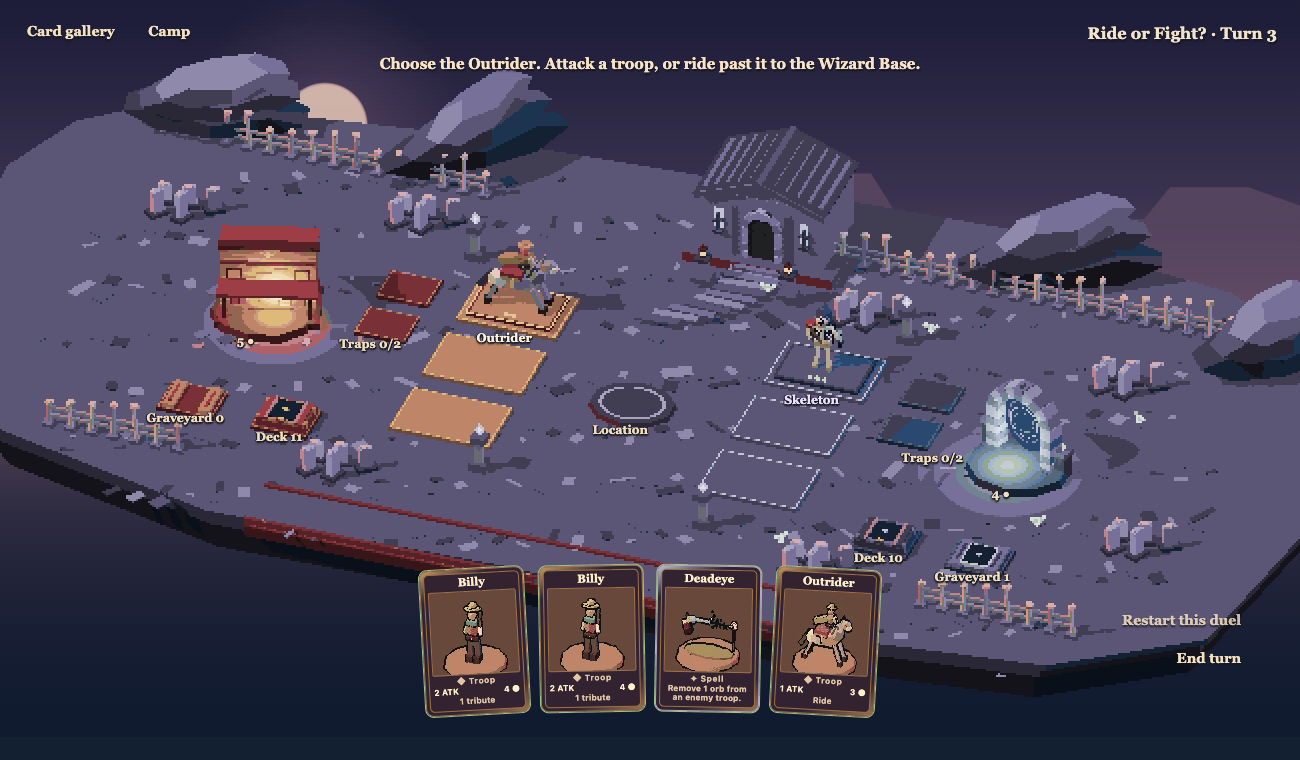 Card gallery
Camp
Ride or Fight? · Turn 3
Choose the Outrider. Attack a troop, or ride past it to the Wizard Base.
5
Traps 0/2
Outrider
Graveyard 0
Deck 11
Location
Skeleton
Traps 0/2
4
Deck 10
Graveyard 1
Billy
◆ Troop
2 ATK 4
1 tribute
Billy
◆ Troop
2 ATK 4
1 tribute
Deadeye
✦ Spell
Remove 1 orb from
an enemy troop.
Outrider
◆ Troop
1 ATK 3
Ride
Restart this duel
End turn